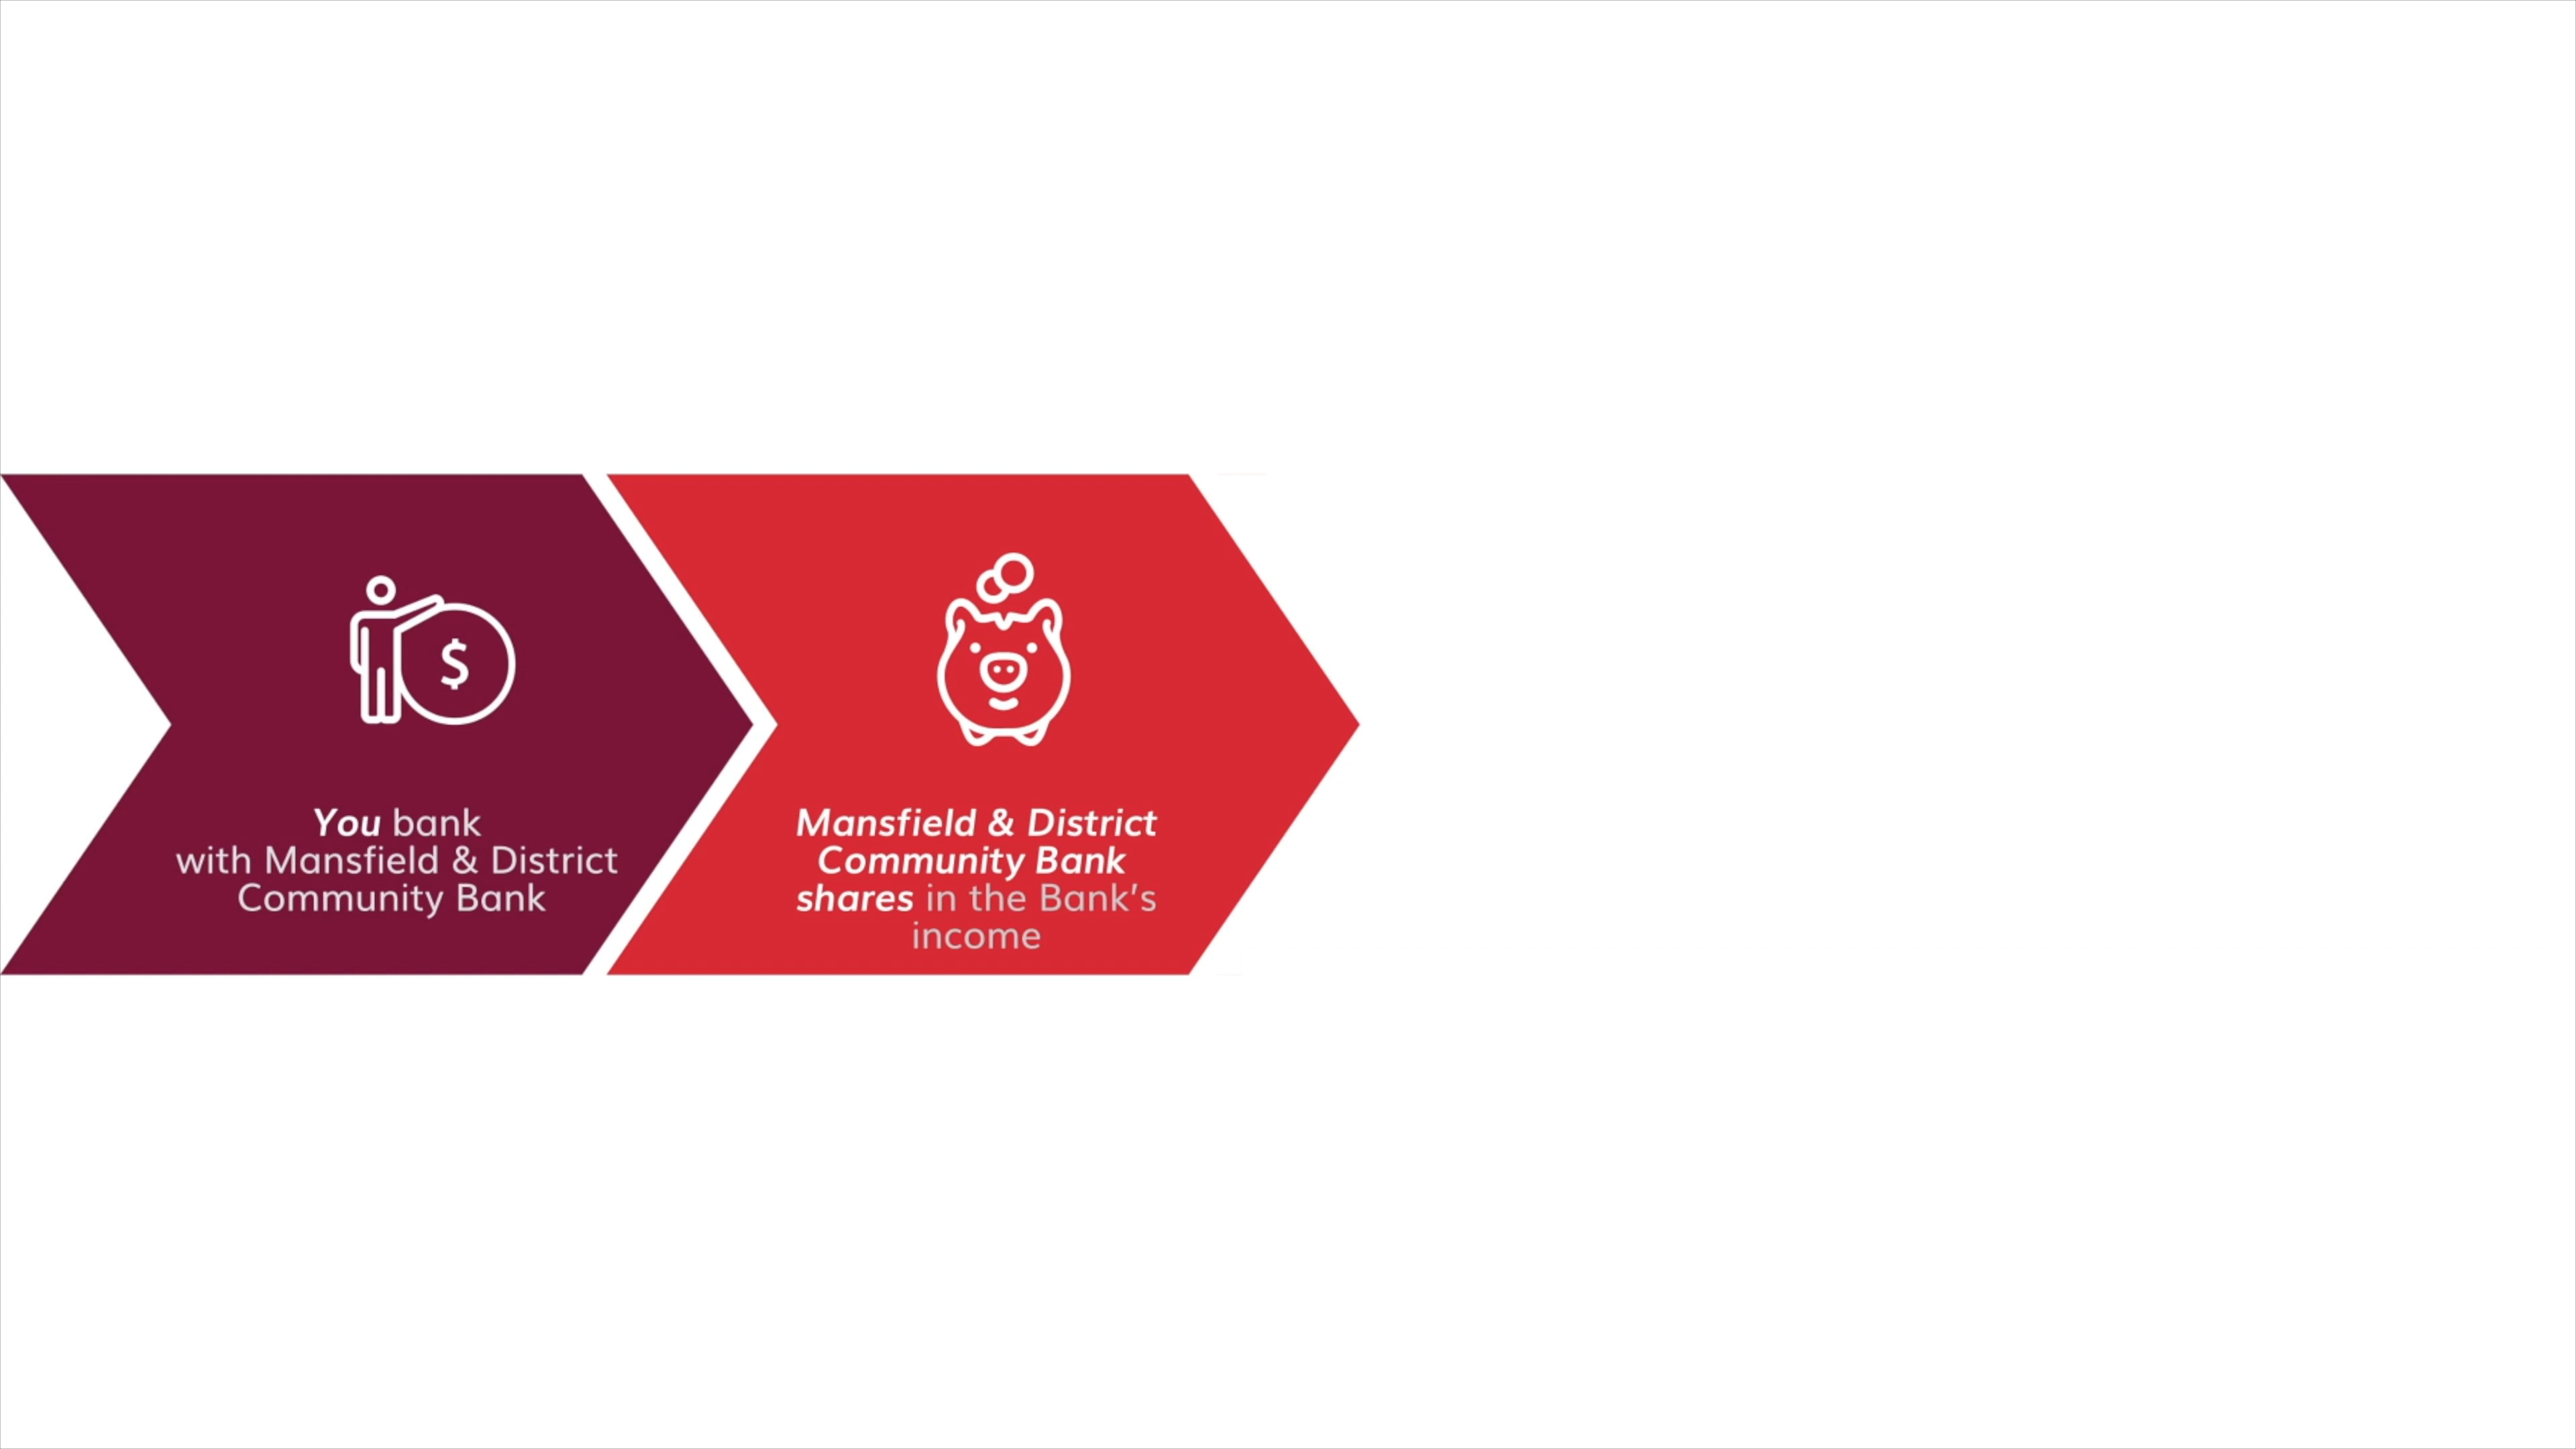 $
You bank
with Mansfield & District
Community Bank
Mansfield & District
Community Bank
shares in the Bank's
income